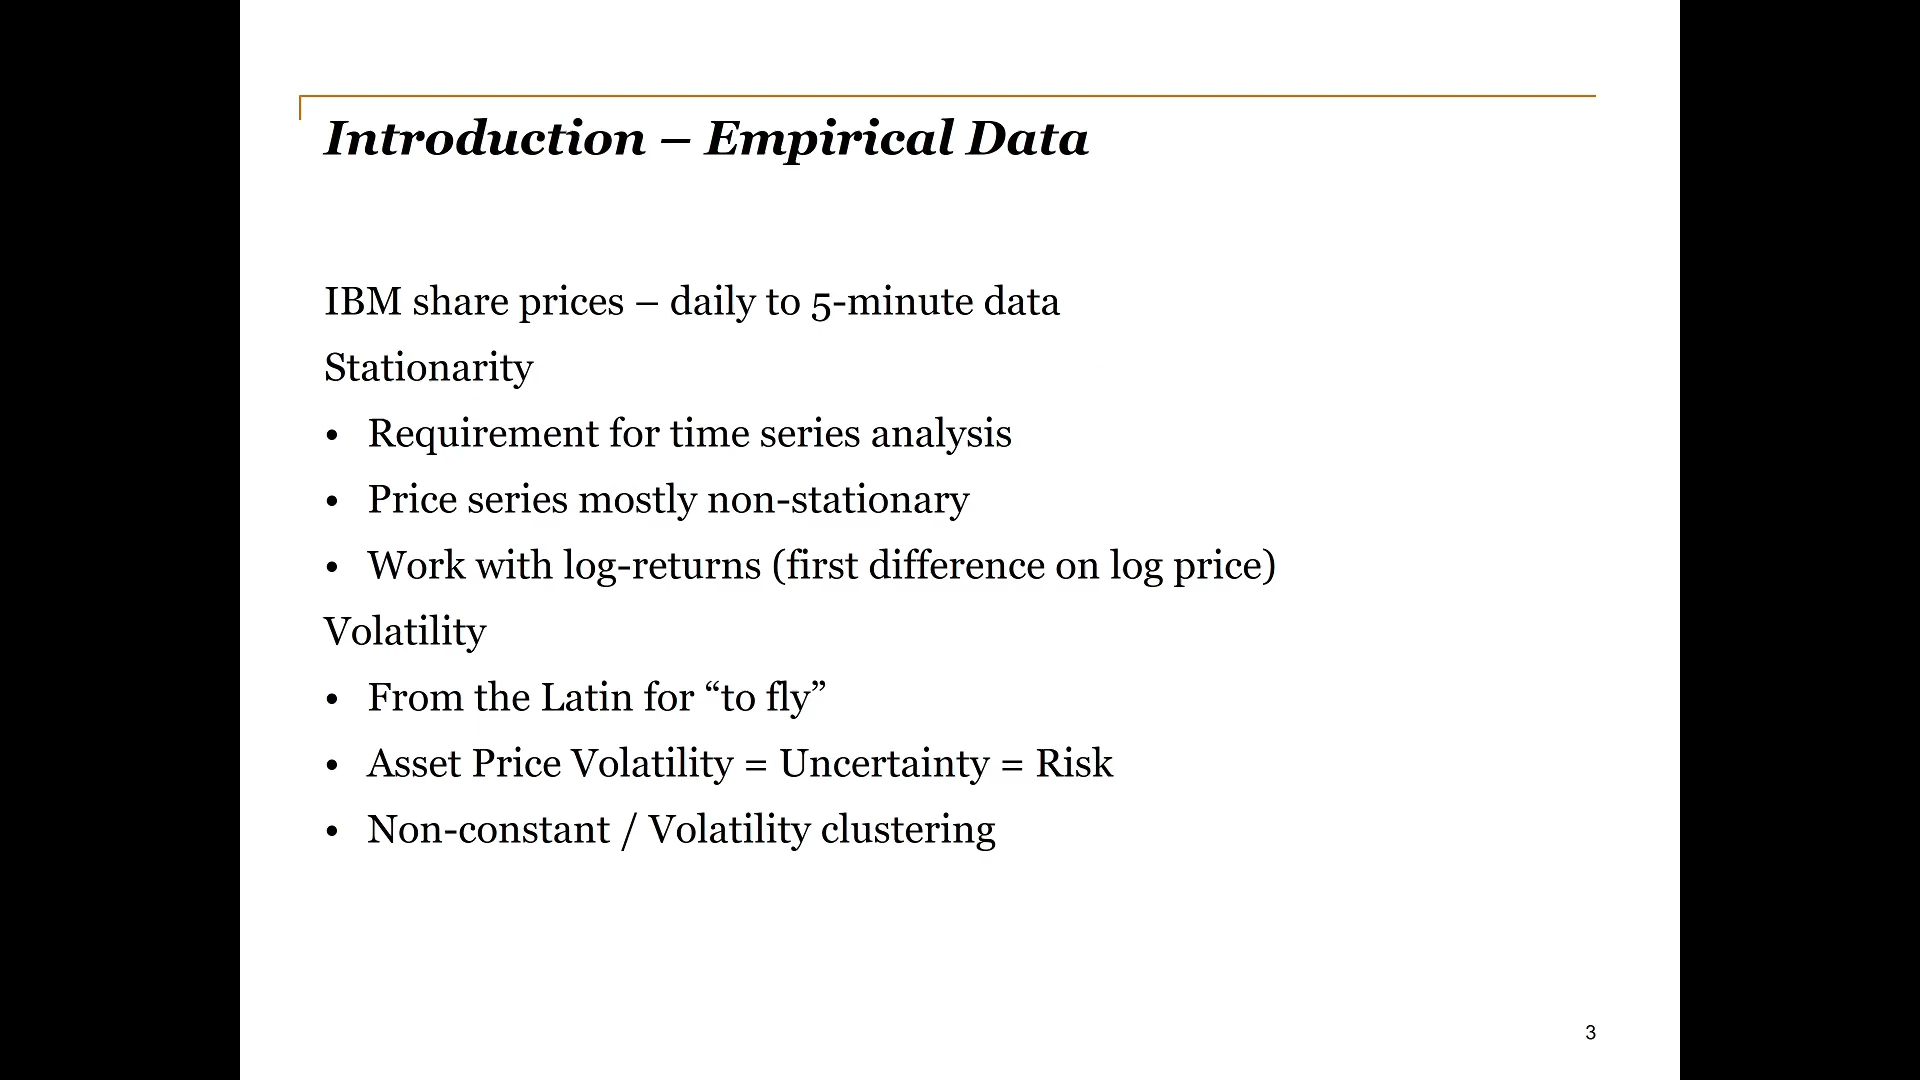 Introduction – Empirical Data
IBM share prices – daily to 5-minute data
Stationarity
• Requirement for time series analysis
• Price series mostly non-stationary
• Work with log-returns (first difference on log price)
Volatility
• From the Latin for “to fly”
• Asset Price Volatility = Uncertainty = Risk
• Non-constant / Volatility clustering
3